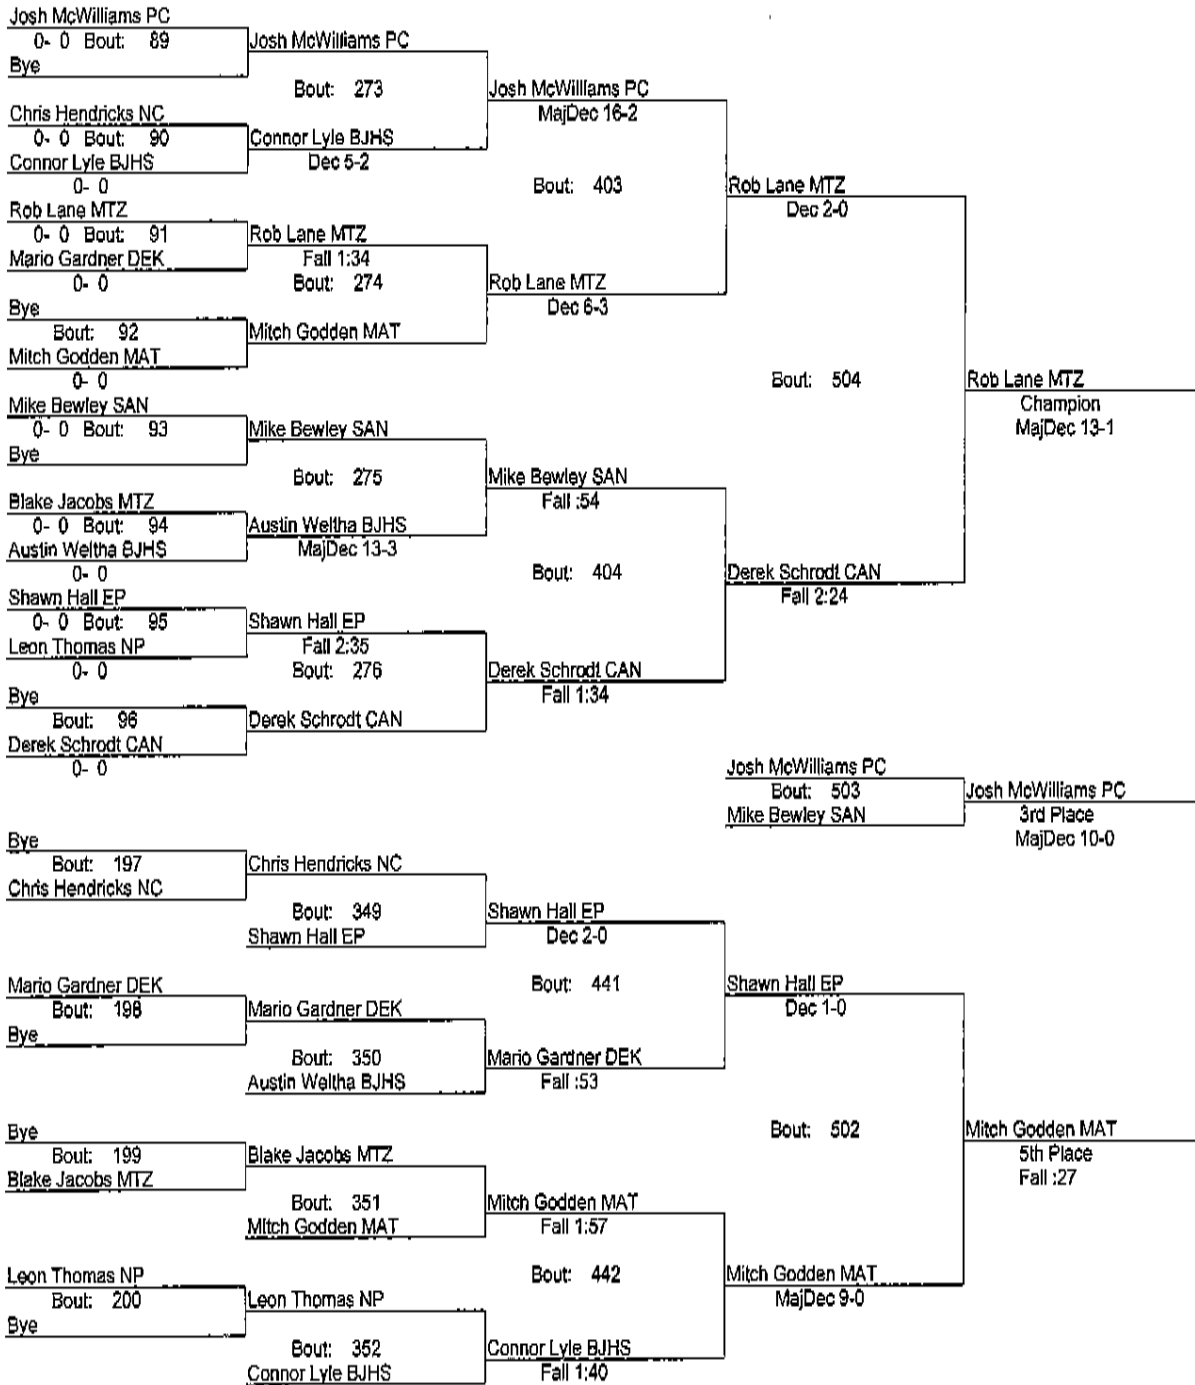 Josh McWilliams PC
0- 0 Bout: 89
Bye
Josh McWilliams PC
Bout: 273
Chris Hendricks NC
0- 0 Bout: 90
Connor Lyle BJHS
0- 0
Connor Lyle BJHS
Dec 5-2
Josh McWilliams PC
MajDec 16-2
Bout: 403
Rob Lane MTZ
0- 0 Bout: 91
Mario Gardner DEK
0- 0
Rob Lane MTZ
Fall 1:34
Bout: 274
Bye
Bout: 92
Mitch Godden MAT
0- 0
Mitch Godden MAT
Rob Lane MTZ
Dec 6-3
Rob Lane MTZ
Dec 2-0
Bout: 504
Rob Lane MTZ
Champion
MajDec 13-1
Mike Bewley SAN
0- 0 Bout: 93
Bye
Mike Bewley SAN
Bout: 275
Blake Jacobs MTZ
0- 0 Bout: 94
Austin Weltha BJHS
0- 0
Austin Weltha BJHS
MajDec 13-3
Mike Bewley SAN
Fall :54
Bout: 404
Shawn Hall EP
0- 0 Bout: 95
Leon Thomas NP
0- 0
Shawn Hall EP
Fall 2:35
Bout: 276
Bye
Bout: 96
Derek Schrodt CAN
0- 0
Derek Schrodt CAN
Derek Schrodt CAN
Fall 1:34
Derek Schrodt CAN
Fall 2:24
Josh McWilliams PC
Bout: 503
Mike Bewley SAN
Josh McWilliams PC
3rd Place
MajDec 10-0
Bye
Bout: 197
Chris Hendricks NC
Chris Hendricks NC
Bout: 349
Shawn Hall EP
Shawn Hall EP
Dec 2-0
Bout: 441
Mario Gardner DEK
Bout: 198
Bye
Mario Gardner DEK
Bout: 350
Austin Weltha BJHS
Mario Gardner DEK
Fall :53
Shawn Hall EP
Dec 1-0
Bout: 502
Mitch Godden MAT
5th Place
Fall :27
Bye
Bout: 199
Blake Jacobs MTZ
Blake Jacobs MTZ
Bout: 351
Mitch Godden MAT
Mitch Godden MAT
Fall 1:57
Bout: 442
Mitch Godden MAT
MajDec 9-0
Leon Thomas NP
Bout: 200
Bye
Leon Thomas NP
Bout: 352
Connor Lyle BJHS
Connor Lyle BJHS
Fall 1:40